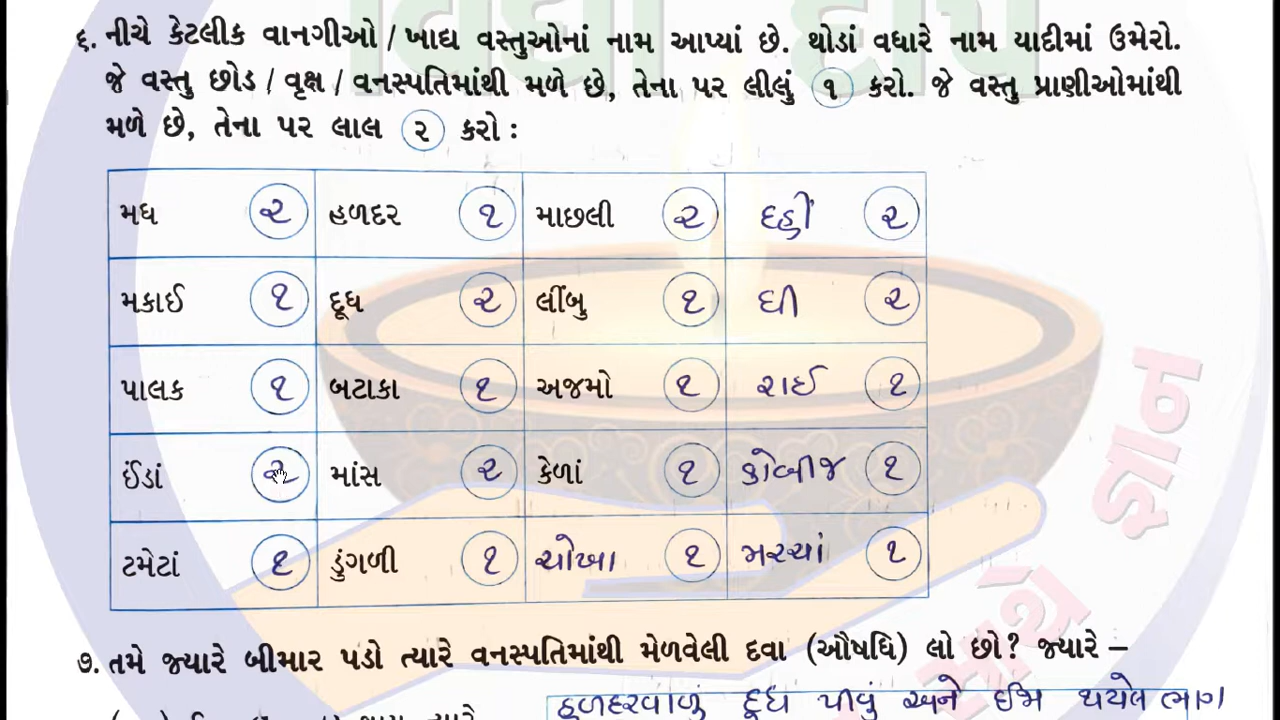 વિદ્યા દીપ
૬. નીચે કેટલીક વાનગીઓ / ખાદ્ય વસ્તુઓનાં નામ આપ્યાં છે. થોડાં વધારે નામ યાદીમાં ઉમેરો.
જે વસ્તુ છોડ / વૃક્ષ / વનસ્પતિમાંથી મળે છે, તેના પર લીલું ૧ કરો. જે વસ્તુ પ્રાણીઓમાંથી
મળે છે, તેના પર લાલ ૨ કરો :
મધ ૨ હળદર ૧ માછલી ૨ દહીં ૨
મકાઈ ૧ દૂધ ૨ લીંબુ ૧ ઘી ૨
પાલક ૧ બટાકા ૧ અજમો ૧ રાઈ ૧
ઈંડાં ૨ માંસ ૨ કેળાં ૧ કોબીજ ૧
ટમેટાં ૧ ડુંગળી ૧ ચોખા ૧ મરચાં ૧
જ્ઞાન
૭. તમે જ્યારે બીમાર પડો ત્યારે વનસ્પતિમાંથી મેળવેલી દવા (ઔષધિ) લો છો? જ્યારે –
હળદરવાળું દૂધ પીવું અને ઈજા થયેલ ભાગ